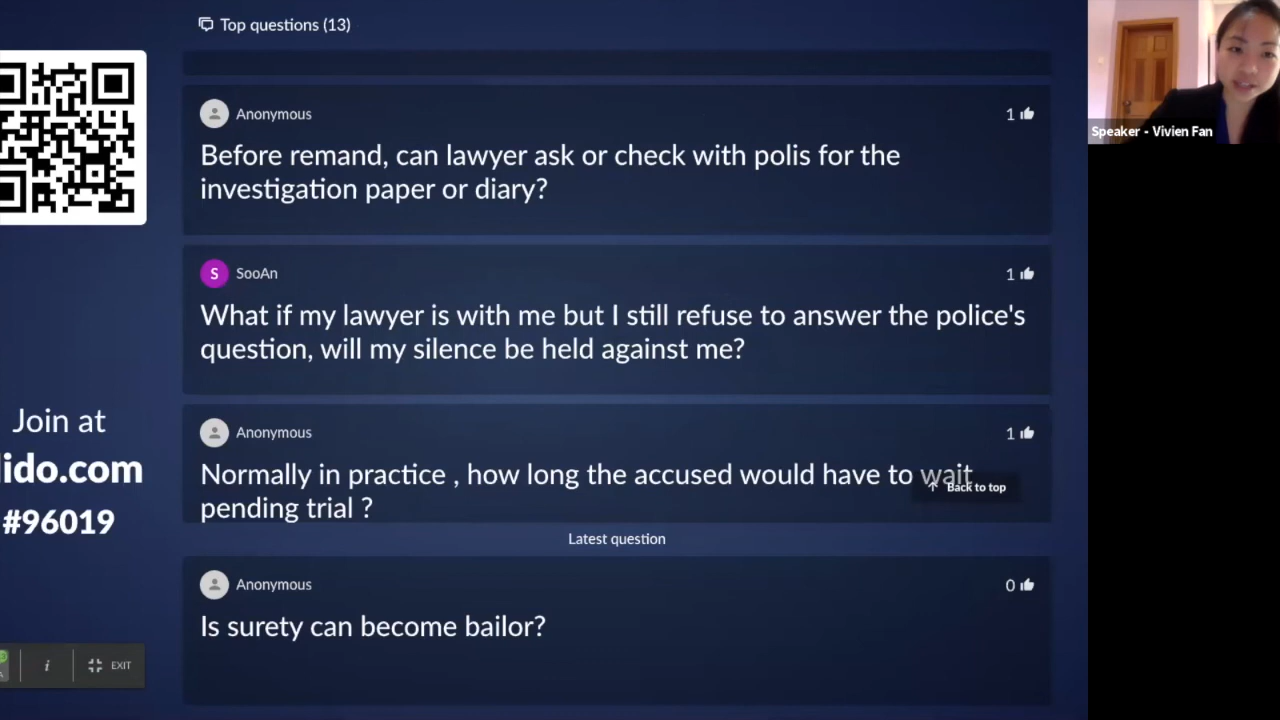 Top questions (13)
Anonymous
1
Before remand, can lawyer ask or check with polis for the
investigation paper or diary?
S
SooAn
1
What if my lawyer is with me but I still refuse to answer the police's
question, will my silence be held against me?
Anonymous
1
Normally in practice , how long the accused would have to wait
pending trial ?
Back to top
Latest question
Anonymous
0
Is surety can become bailor?
Join at
lido.com
#96019
i
EXIT
Speaker - Vivien Fan